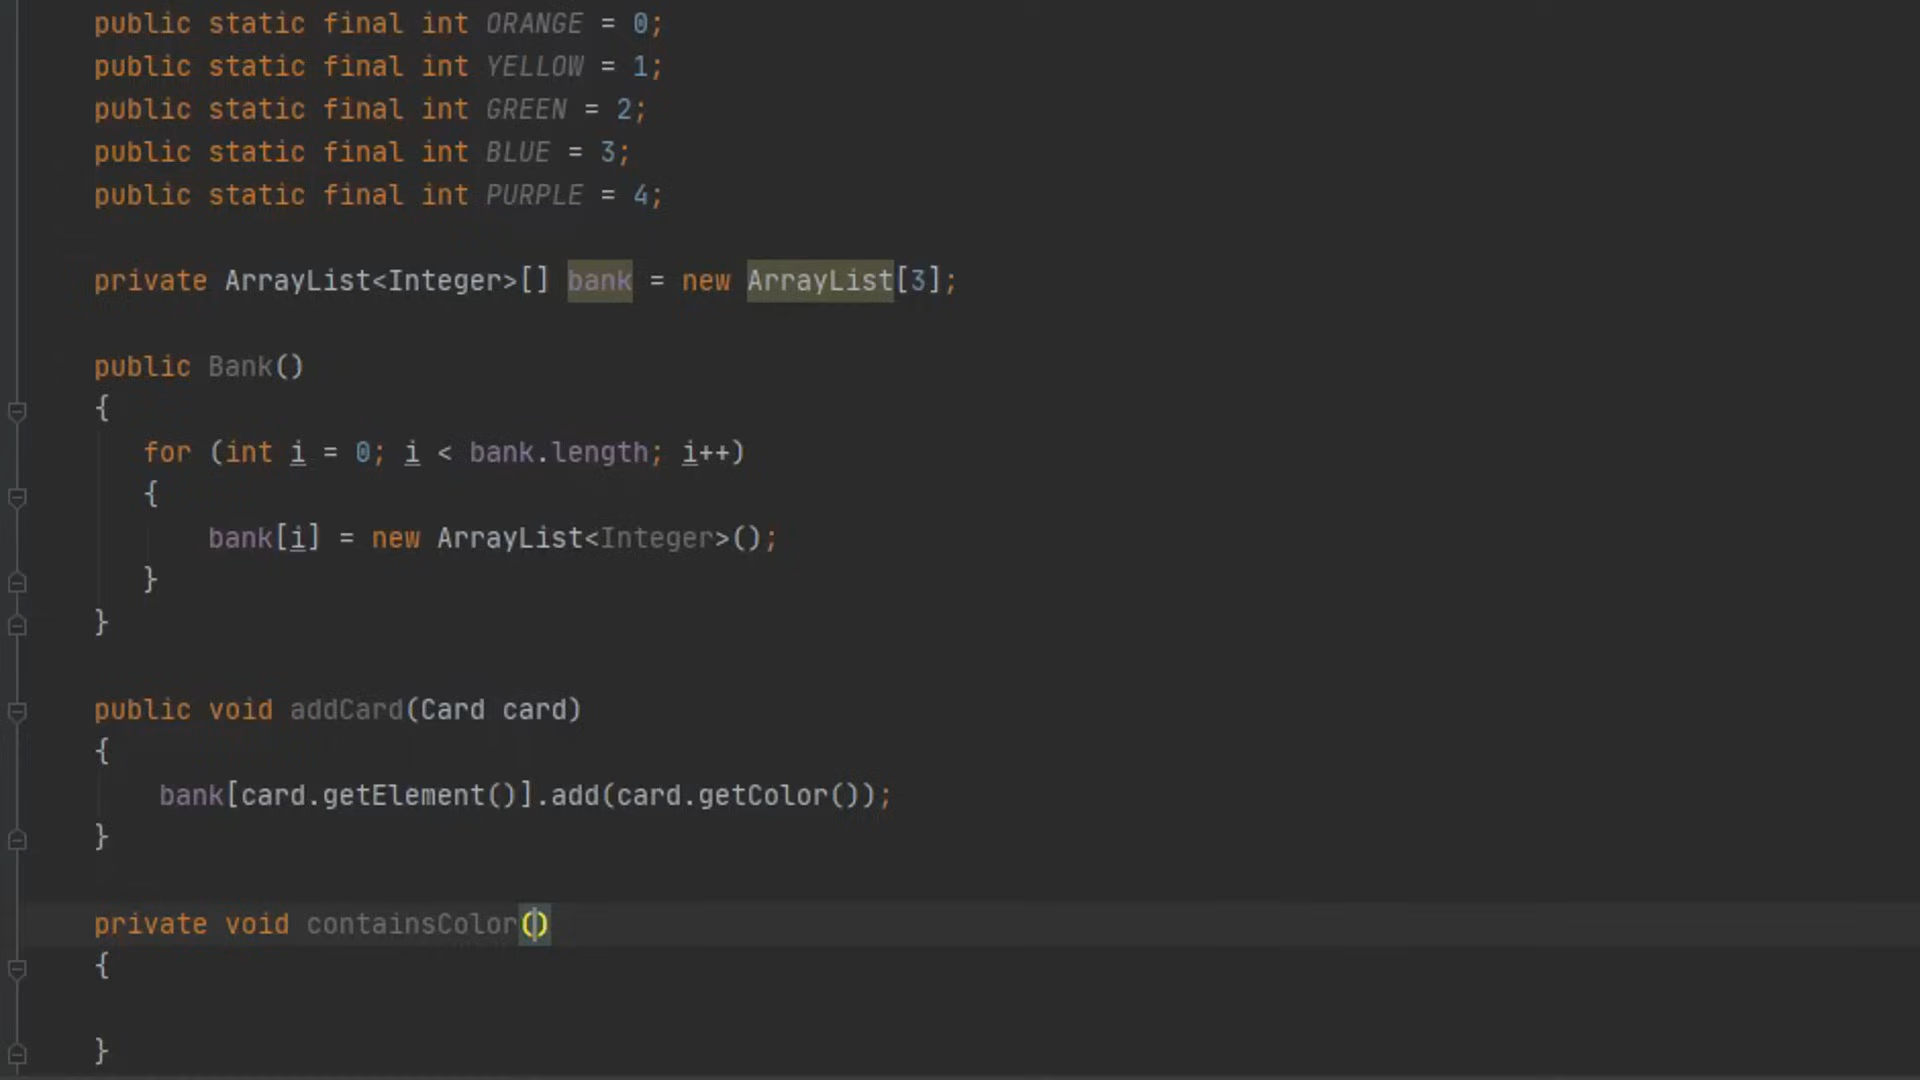 public static final int ORANGE = 0;
public static final int YELLOW = 1;
public static final int GREEN = 2;
public static final int BLUE = 3;
public static final int PURPLE = 4;
private ArrayList<Integer>[] bank = new ArrayList[3];
public Bank()
{
for (int i = 0; i < bank.length; i++)
{
bank[i] = new ArrayList<Integer>();
}
}
public void addCard(Card card)
{
bank[card.getElement()].add(card.getColor());
}
private void containsColor()
{
}